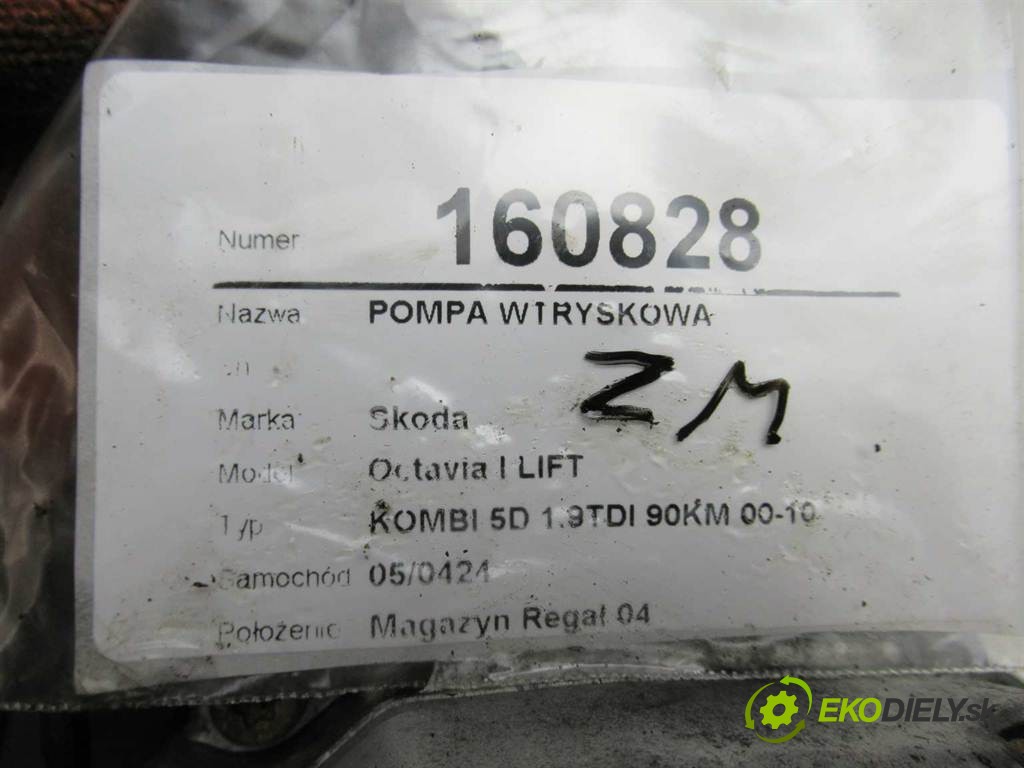 Numer 160828
Nazwa POMPA WTRYSKOWA
ZM
Marka Skoda
Model Octavia I LIFT
Typ KOMBI 5D 1.9TDI 90KM 00-10
Samochód 05/0424
Położenie Magazyn Regał 04
EKODIELY.sk